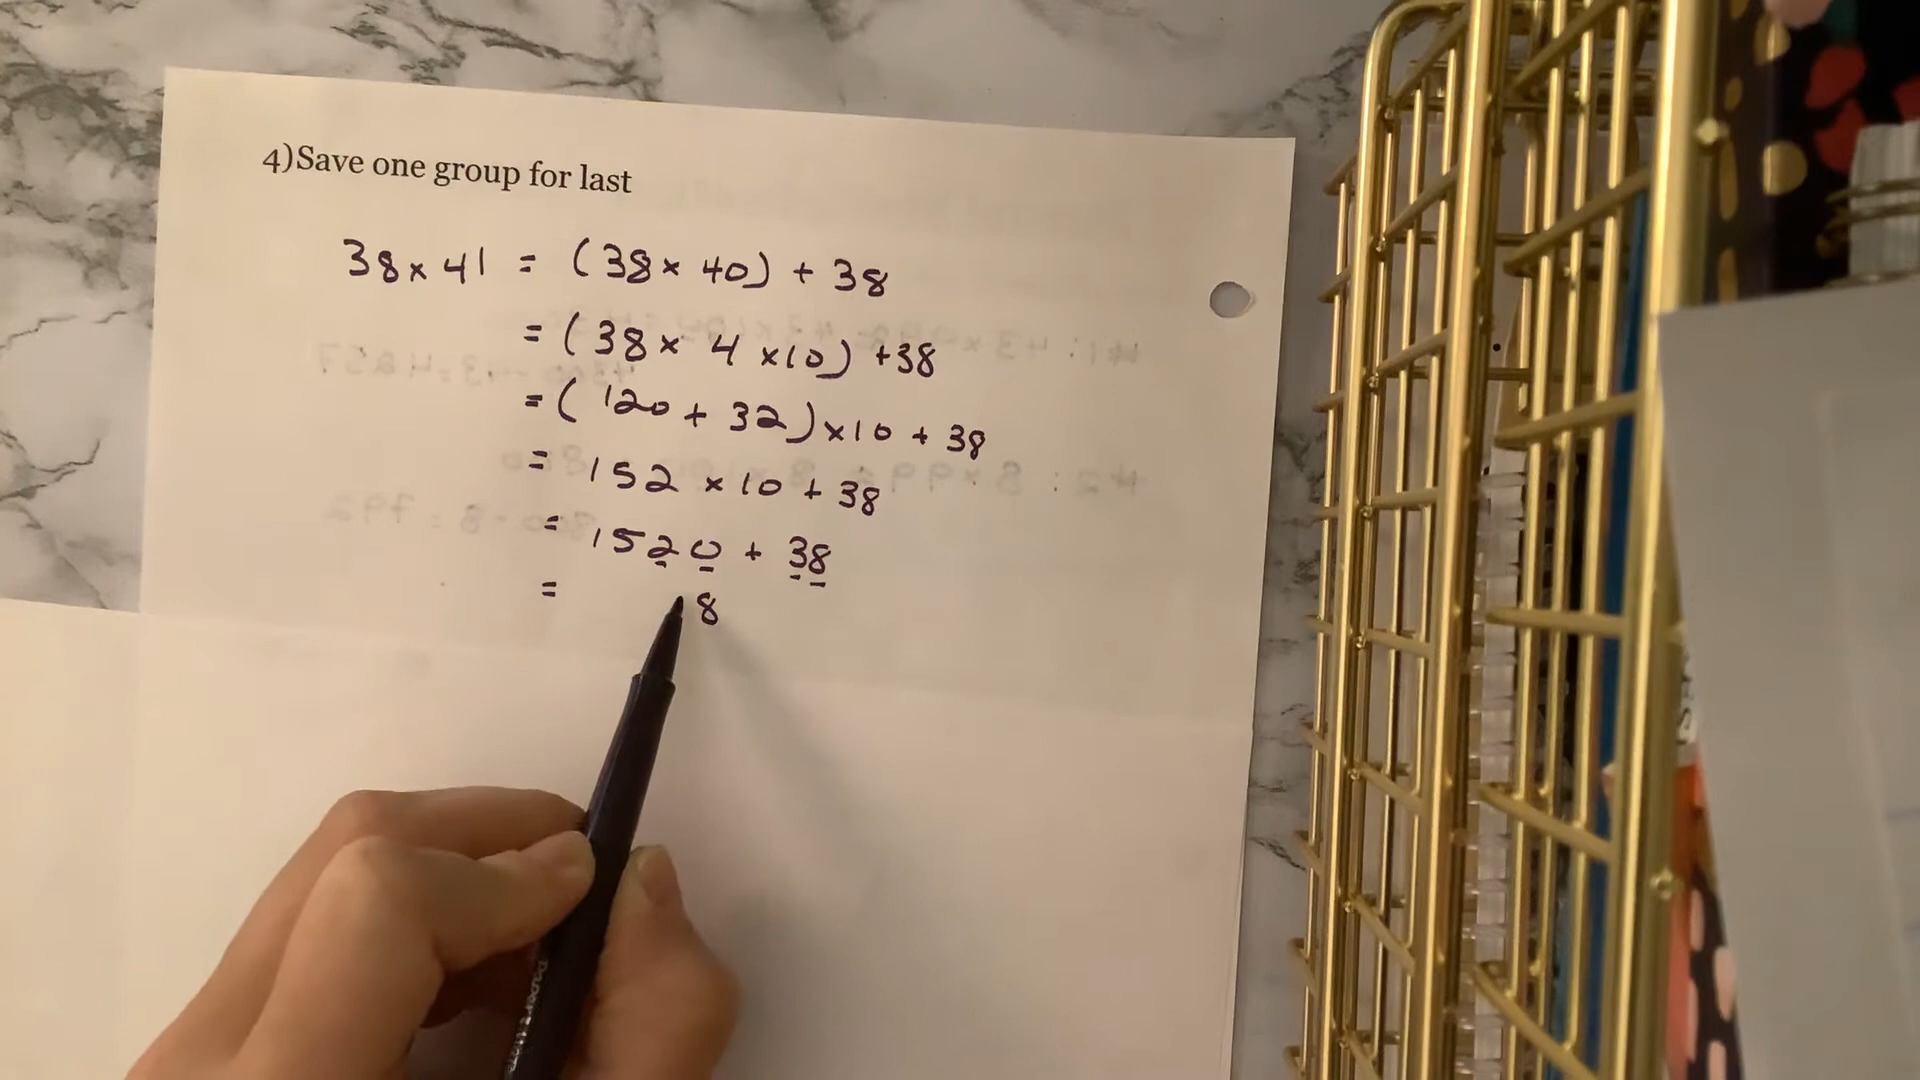 4)Save one group for last
38 × 41 = (38 × 40) + 38
= (38 × 4 × 10) + 38
= (120 + 32) × 10 + 38
= 152 × 10 + 38
= 1520 + 38
= 8